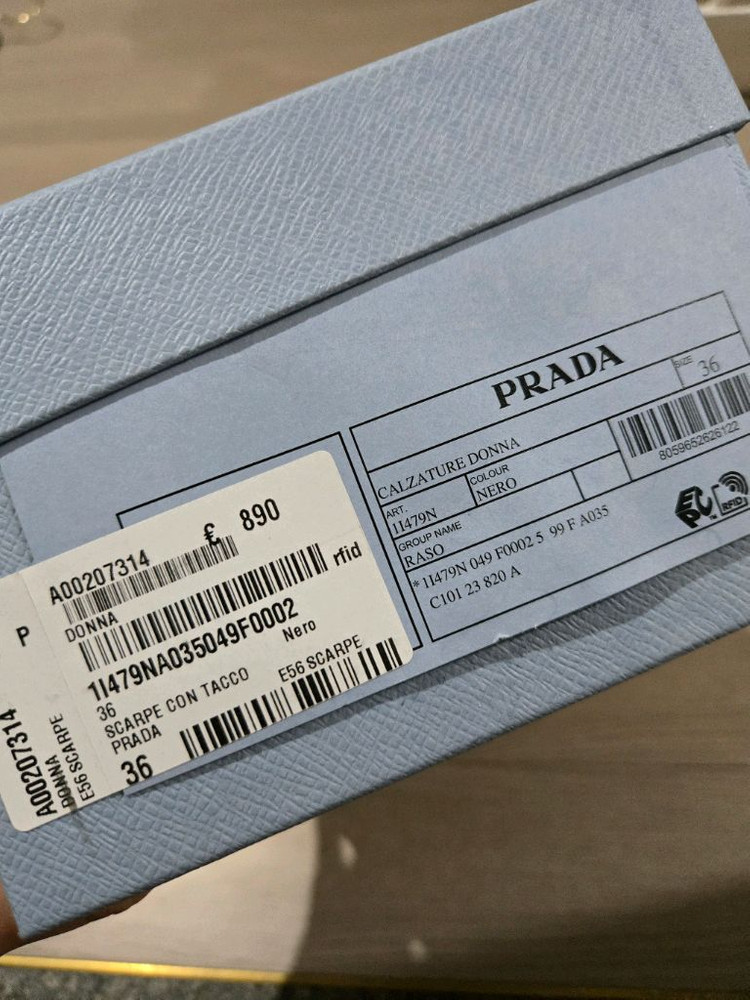 PRADA
SIZE
36
CALZATURE DONNA
ART.
1I479N
COLOUR
NERO
8059652626122
GROUP NAME
RASO
* 1I479N 049 F0002 5 99 F A035
C101 23 820 A
EPC
TM
RFID
€ 890
A00207314
rfid
DONNA
1I479NA035049F0002
36
Nero
SCARPE CON TACCO
E56 SCARPE
PRADA
36
P
A00207314
DONNA
E56 SCARPE